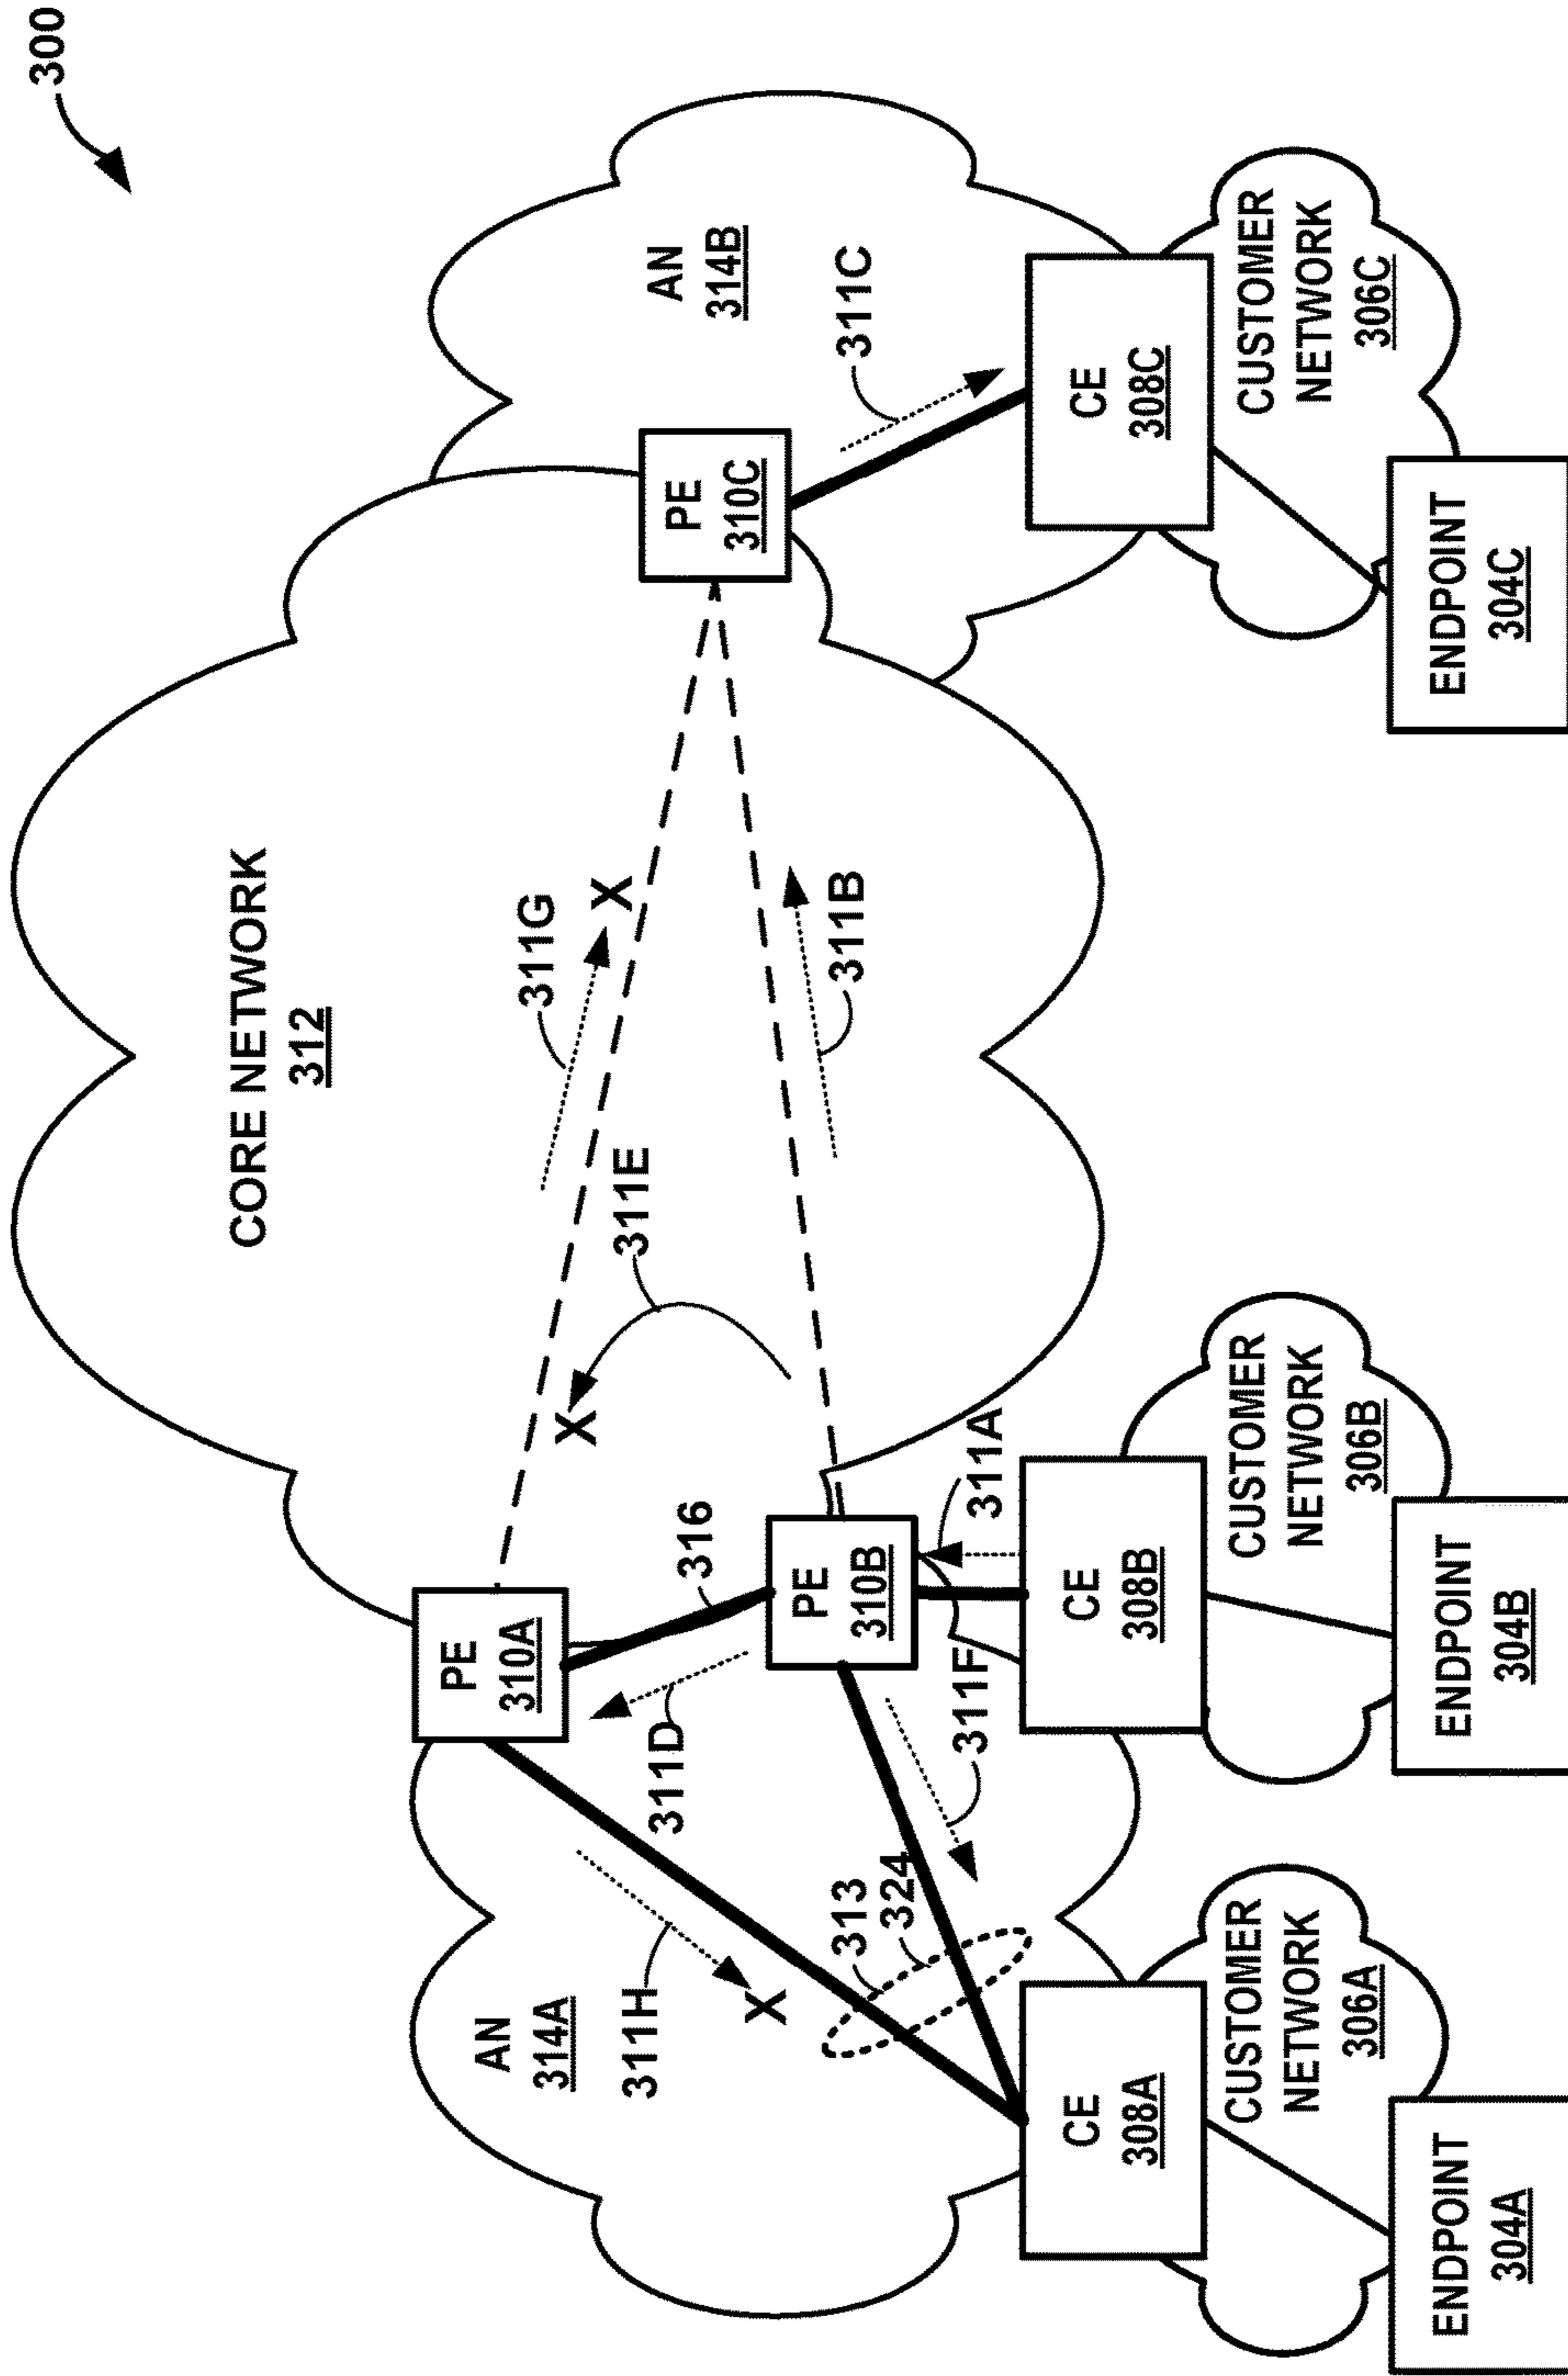 300
CORE NETWORK
312
AN
314B
AN
314A
PE
310A
PE
310B
PE
310C
316
311G
X
311E
X
311B
311C
311D
311H
X
311F
311A
313
324
CE
308A
CE
308B
CE
308C
CUSTOMER
NETWORK
306A
CUSTOMER
NETWORK
306B
CUSTOMER
NETWORK
306C
ENDPOINT
304A
ENDPOINT
304B
ENDPOINT
304C